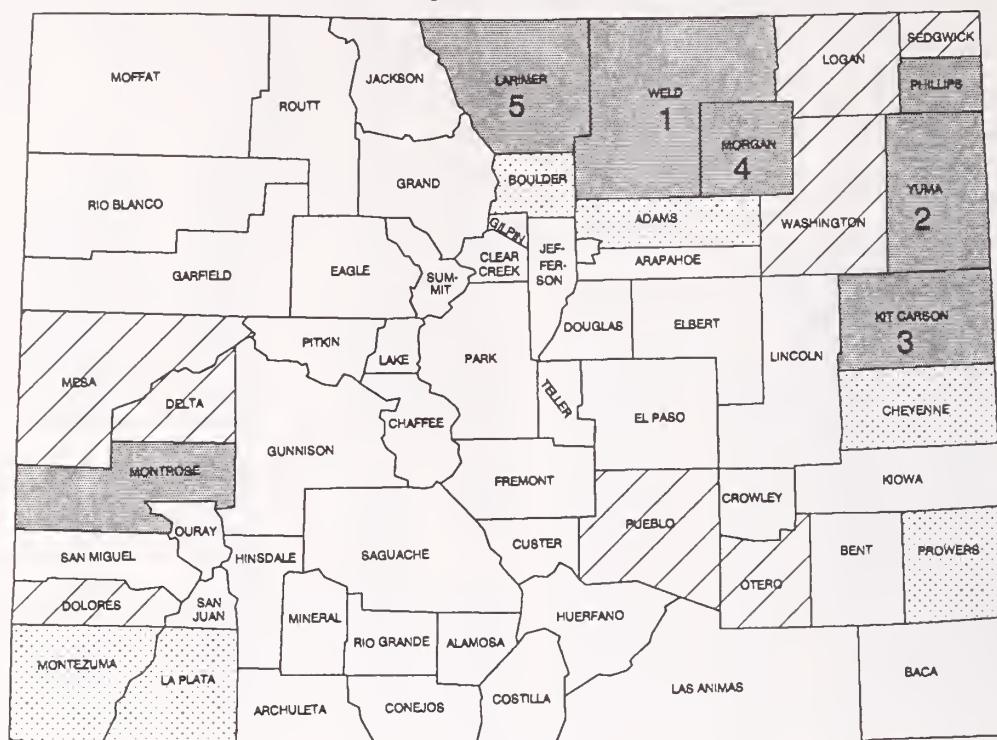 SEDGWICK
LOGAN
MOFFAT
JACKSON
LARIMER
5
WELD
1
PHILLIPS
ROUTT
MORGAN
4
GRAND
BOULDER
YUMA
2
RIO BLANCO
GILPIN
ADAMS
WASHINGTON
CLEAR
CREEK
JEF-
FER-
SON
ARAPAHOE
GARFIELD
EAGLE
SUM-
MIT
KIT CARSON
3
DOUGLAS
ELBERT
PITKIN
LAKE
PARK
LINCOLN
MESA
DELTA
TELLER
CHEYENNE
CHAFFEE
EL PASO
GUNNISON
MONTROSE
FREMONT
KIOWA
CROWLEY
OURAY
PUEBLO
SAN MIGUEL
HINSDALE
SAGUACHE
CUSTER
BENT
PROWERS
OTERO
DOLORES
SAN
JUAN
MINERAL
HUERFANO
RIO GRANDE
ALAMOSA
MONTEZUMA
LA PLATA
BACA
LAS ANIMAS
COSTILLA
ARCHULETA
CONEJOS